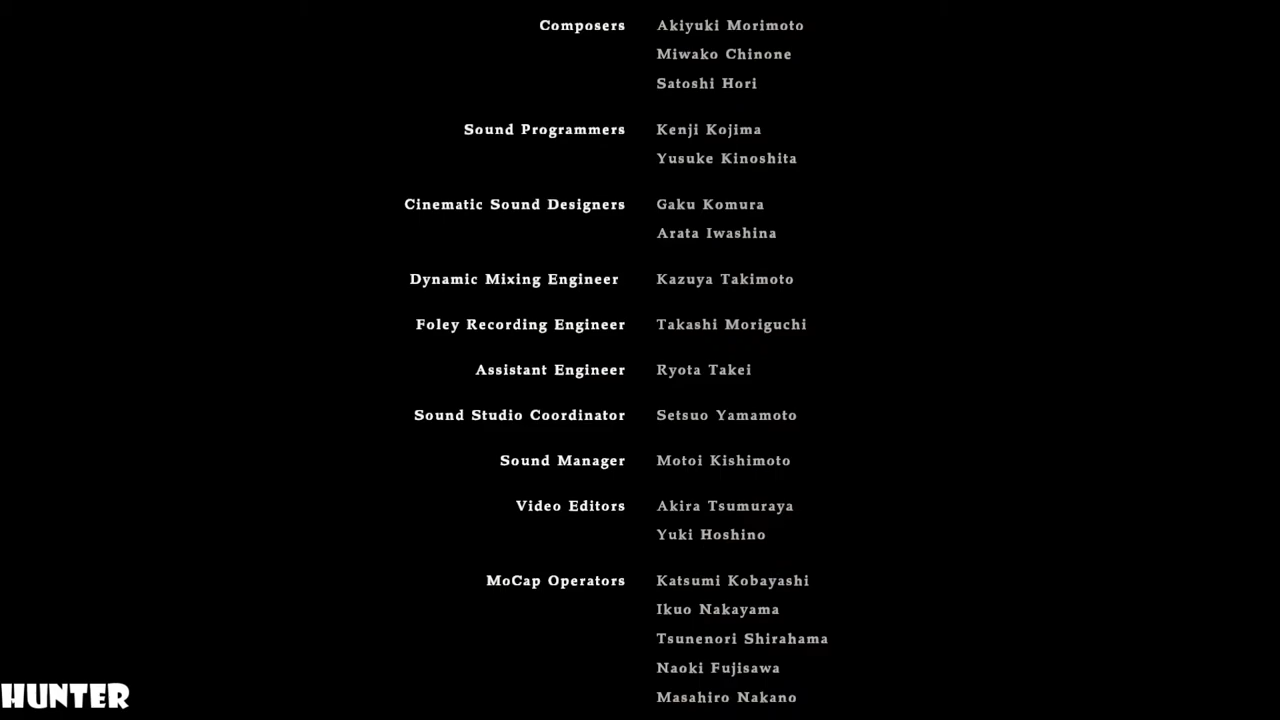 Composers Akiyuki Morimoto
Miwako Chinone
Satoshi Hori
Sound Programmers Kenji Kojima
Yusuke Kinoshita
Cinematic Sound Designers Gaku Komura
Arata Iwashina
Dynamic Mixing Engineer Kazuya Takimoto
Foley Recording Engineer Takashi Moriguchi
Assistant Engineer Ryota Takei
Sound Studio Coordinator Setsuo Yamamoto
Sound Manager Motoi Kishimoto
Video Editors Akira Tsumuraya
Yuki Hoshino
MoCap Operators Katsumi Kobayashi
Ikuo Nakayama
Tsunenori Shirahama
Naoki Fujisawa
Masahiro Nakano
HUNTER